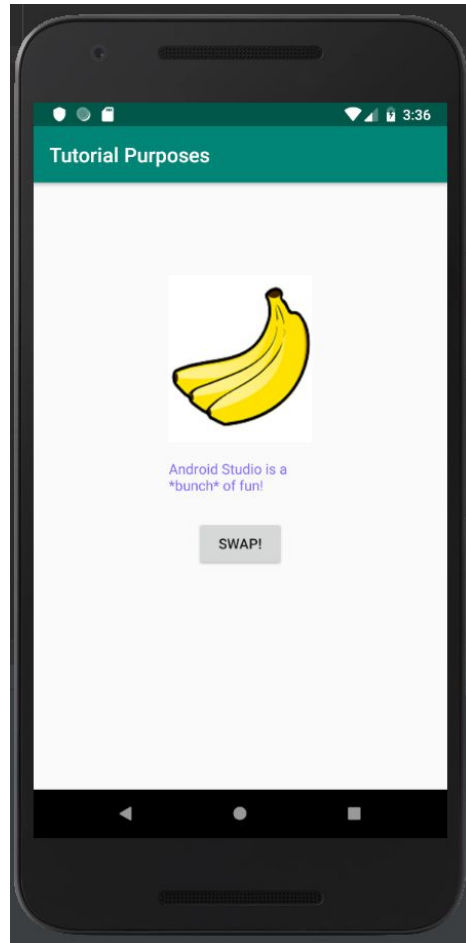 3:36
Tutorial Purposes
Android Studio is a
*bunch* of fun!
SWAP!